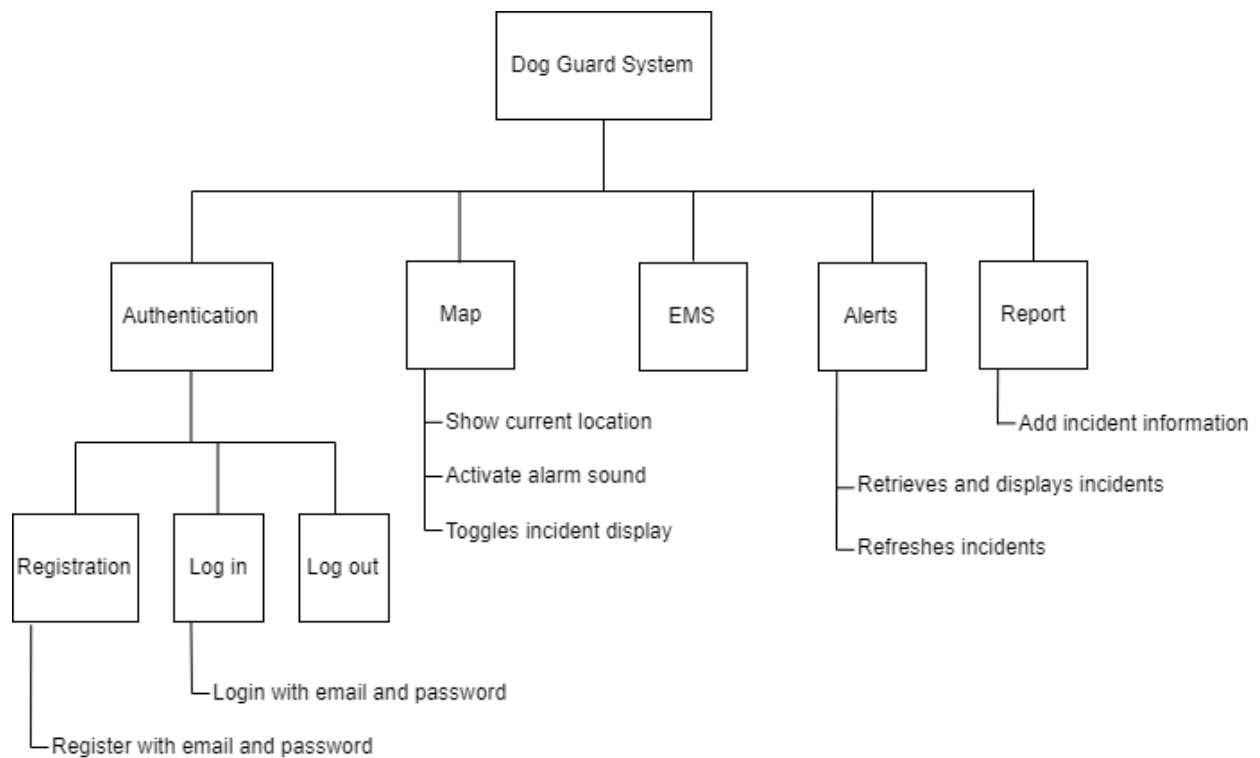 Dog Guard System
Authentication
Map
EMS
Alerts
Report
Show current location
Activate alarm sound
Toggles incident display
Add incident information
Retrieves and displays incidents
Refreshes incidents
Registration
Log in
Log out
Login with email and password
Register with email and password